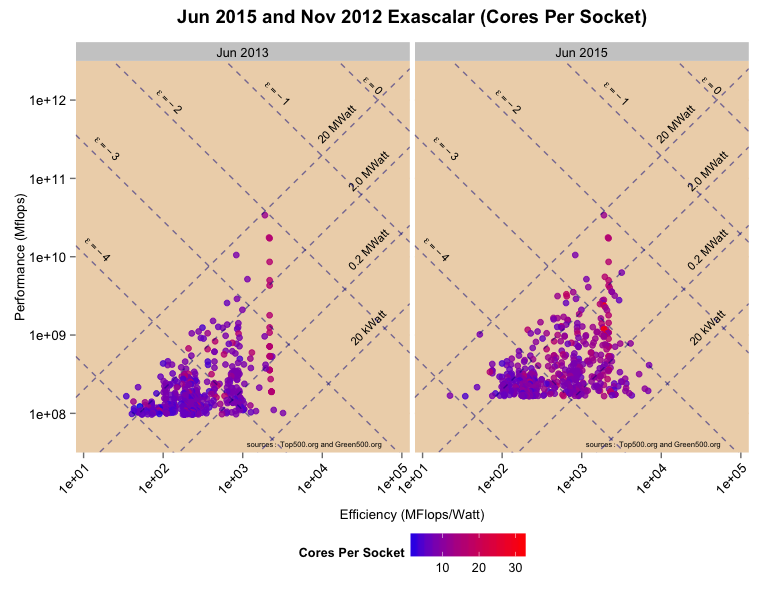 Jun 2015 and Nov 2012 Exascalar (Cores Per Socket)
Jun 2013
Jun 2015
Performance (Mflops)
1e+12
1e+11
1e+10
1e+09
1e+08
ε = −2
ε = −1
ε = 0
ε = −3
ε = −4
20 MWatt
2.0 MWatt
0.2 MWatt
20 kWatt
sources: Top500.org and Green500.org
ε = −2
ε = −1
ε = 0
ε = −3
ε = −4
20 MWatt
2.0 MWatt
0.2 MWatt
20 kWatt
sources: Top500.org and Green500.org
1e+01
1e+02
1e+03
1e+04
1e+05
1e+01
1e+02
1e+03
1e+04
1e+05
Efficiency (MFlops/Watt)
Cores Per Socket
10 20 30